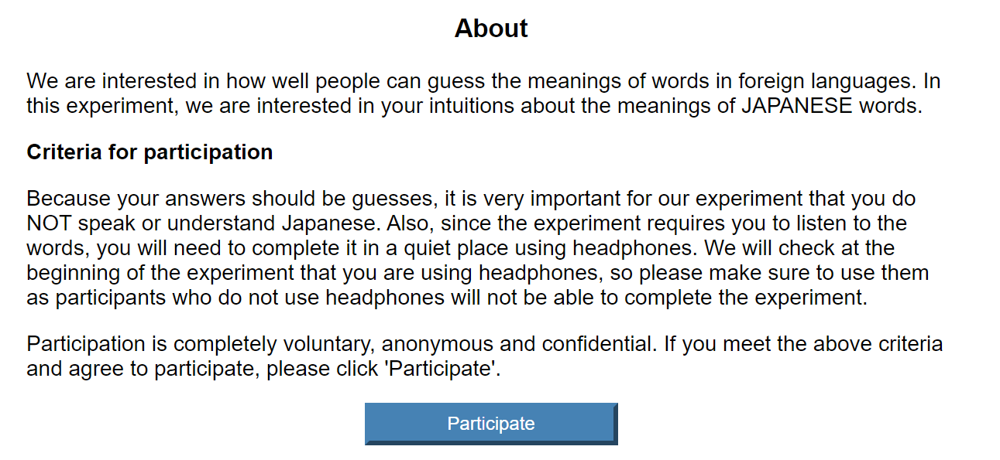 About
We are interested in how well people can guess the meanings of words in foreign languages. In
this experiment, we are interested in your intuitions about the meanings of JAPANESE words.
Criteria for participation
Because your answers should be guesses, it is very important for our experiment that you do
NOT speak or understand Japanese. Also, since the experiment requires you to listen to the
words, you will need to complete it in a quiet place using headphones. We will check at the
beginning of the experiment that you are using headphones, so please make sure to use them
as participants who do not use headphones will not be able to complete the experiment.
Participation is completely voluntary, anonymous and confidential. If you meet the above criteria
and agree to participate, please click 'Participate'.
Participate